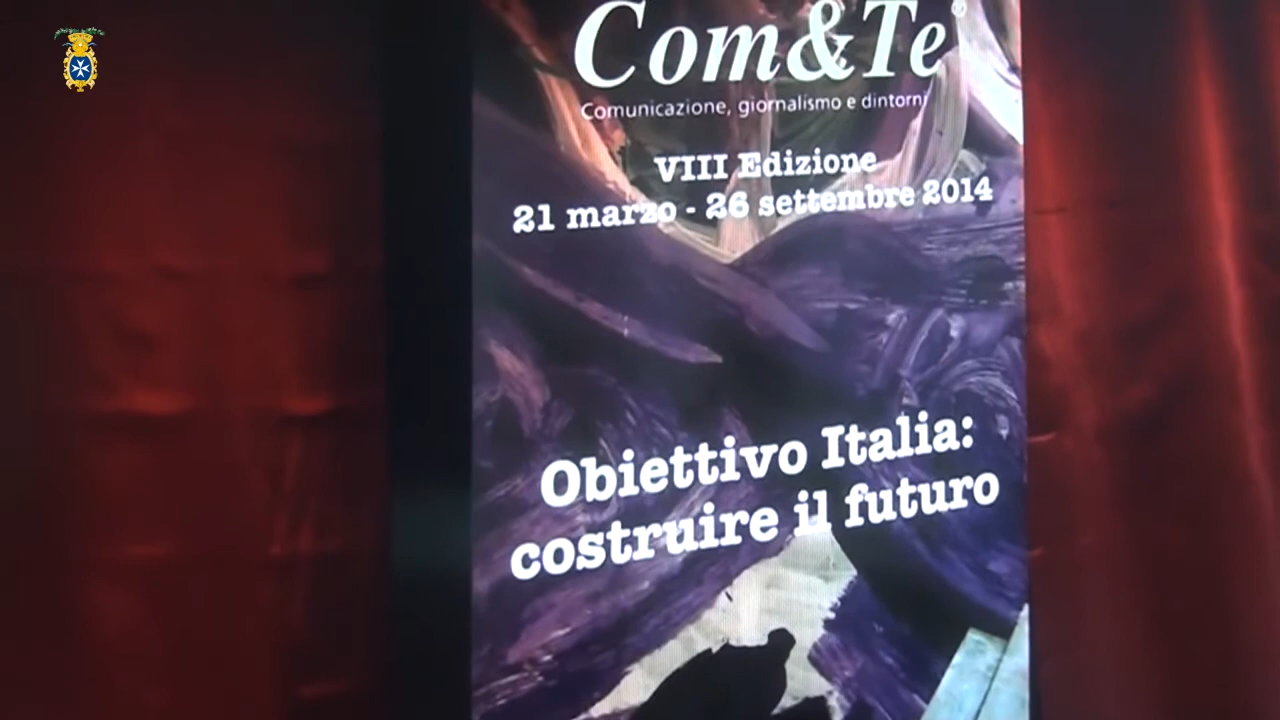 Com&Te®
Comunicazione, giornalismo e dintorni
VIII Edizione
21 marzo - 26 settembre 2014
Obiettivo Italia:
costruire il futuro